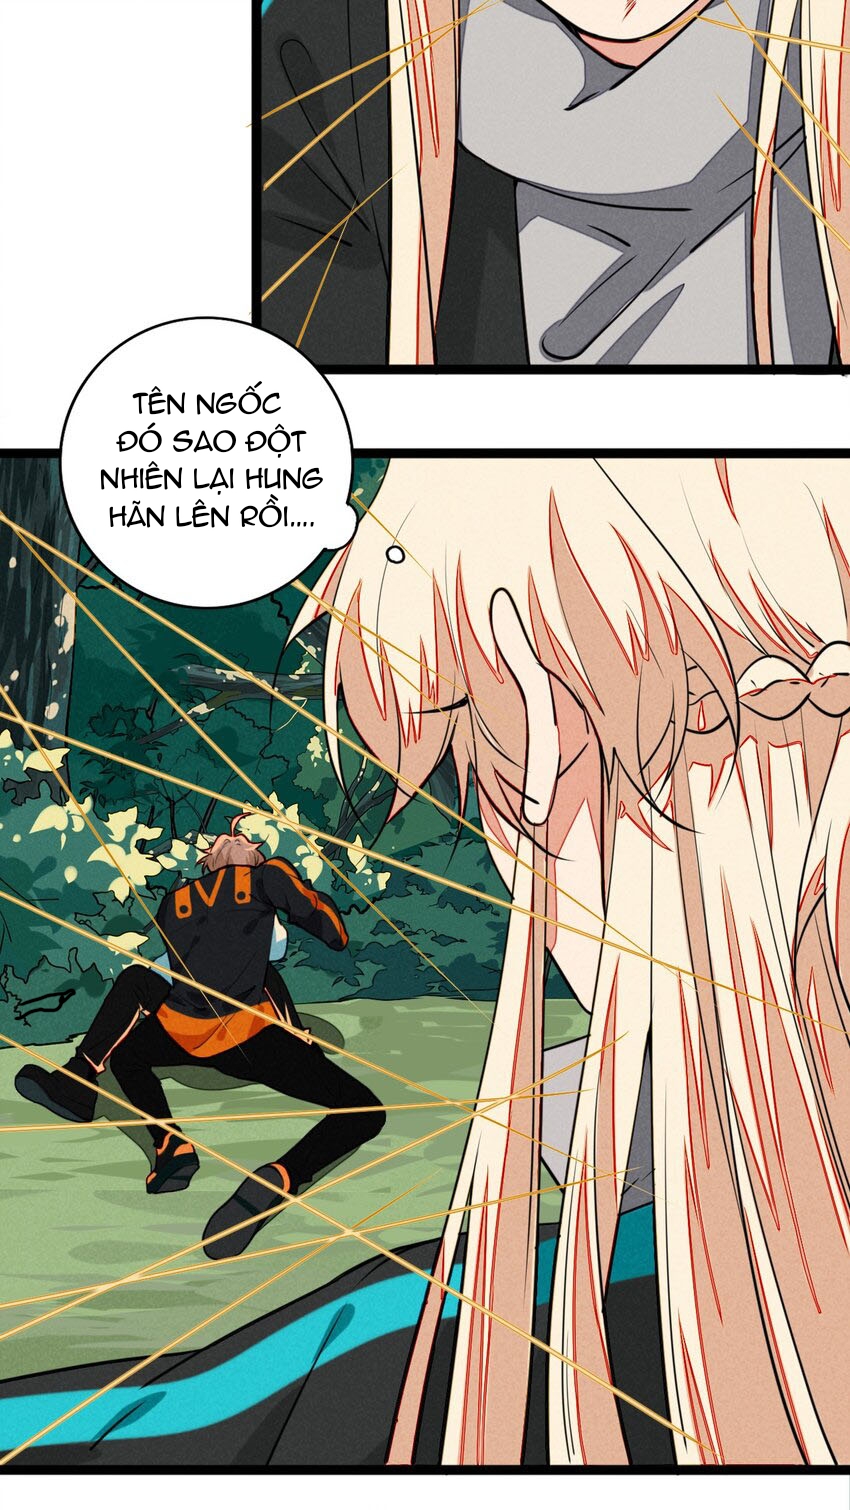 TÊN NGỐC
ĐÓ SAO ĐỘT
NHIÊN LẠI HUNG
HÃN LÊN RỒI....